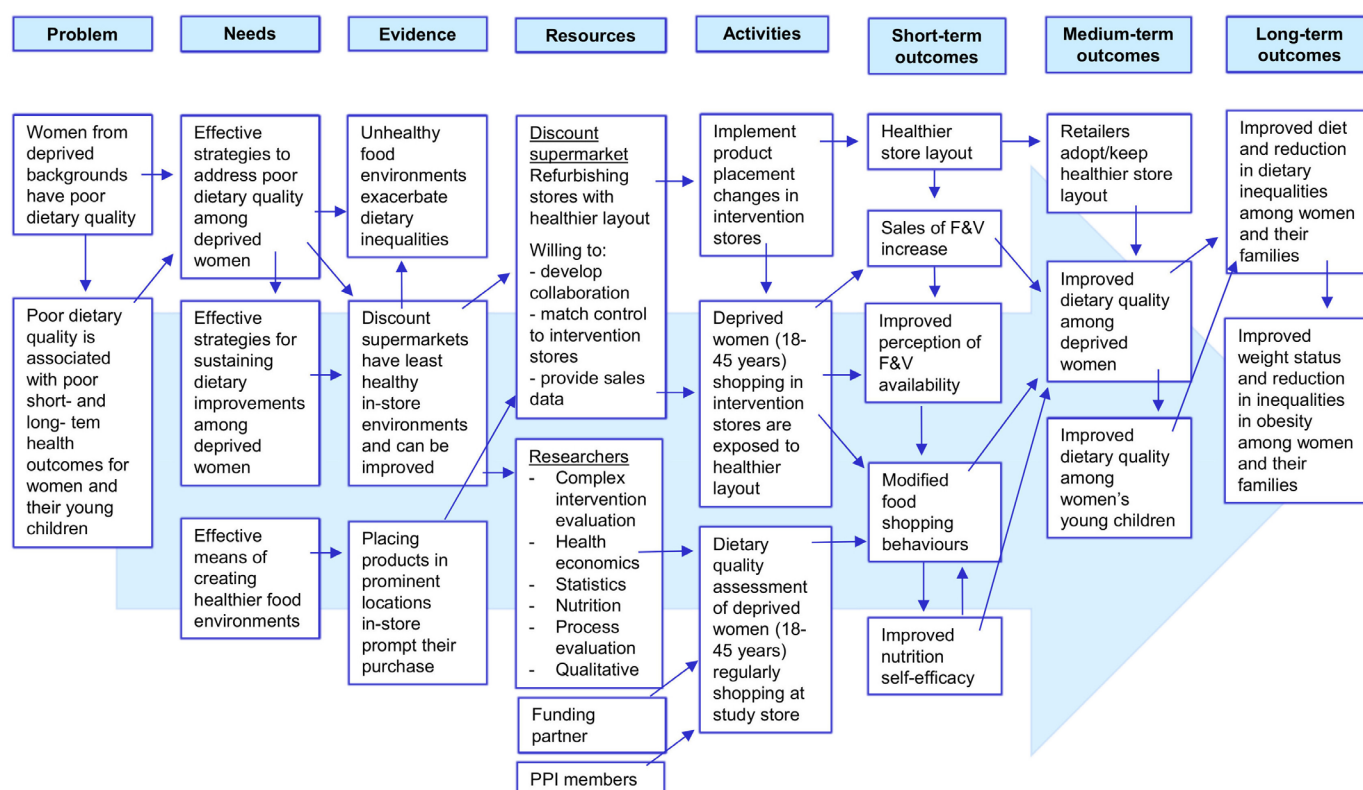 Problem
Needs
Evidence
Resources
Activities
Short-term
outcomes
Medium-term
outcomes
Long-term
outcomes
Women from
deprived
backgrounds
have poor
dietary quality
Poor dietary
quality is
associated
with poor
short- and
long- tem
health
outcomes for
women and
their young
children
Effective
strategies to
address poor
dietary quality
among
deprived
women
Effective
strategies for
sustaining
dietary
improvements
among
deprived
women
Effective
means of
creating
healthier food
environments
Unhealthy
food
environments
exacerbate
dietary
inequalities
Discount
supermarkets
have least
healthy
in-store
environments
and can be
improved
Placing
products in
prominent
locations
in-store
prompt their
purchase
Discount
supermarket
Refurbishing
stores with
healthier layout
Willing to:
- develop
collaboration
- match control
to intervention
stores
- provide sales
data
Researchers
- Complex
intervention
evaluation
- Health
economics
- Statistics
- Nutrition
- Process
evaluation
- Qualitative
Funding
partner
PPI members
Implement
product
placement
changes in
intervention
stores
Deprived
women (18-
45 years)
shopping in
intervention
stores are
exposed to
healthier
layout
Dietary
quality
assessment
of deprived
women (18-
45 years)
regularly
shopping at
study store
Healthier
store layout
Sales of F&V
increase
Improved
perception of
F&V
availability
Modified
food
shopping
behaviours
Improved
nutrition
self-efficacy
Retailers
adopt/keep
healthier store
layout
Improved
dietary quality
among
deprived
women
Improved
dietary quality
among
women's
young children
Improved diet
and reduction
in dietary
inequalities
among women
and their
families
Improved
weight status
and reduction
in inequalities
in obesity
among women
and their
families